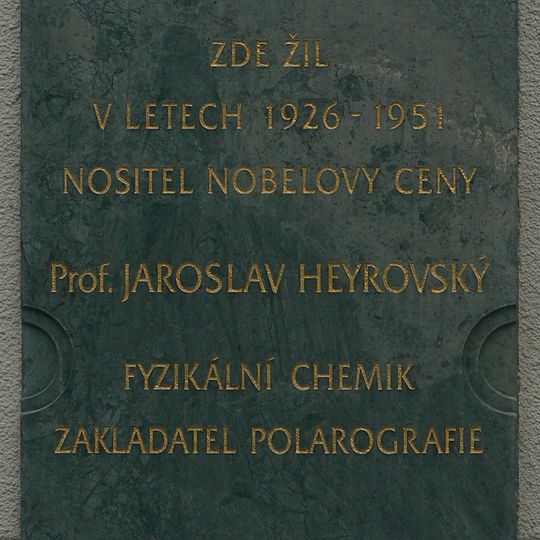 ZDE ŽIL
V LETECH 1926 - 1951
NOSITEL NOBELOVY CENY
Prof. JAROSLAV HEYROVSKÝ
FYZIKÁLNÍ CHEMIK
ZAKLADATEL POLAROGRAFIE